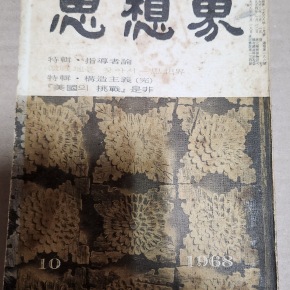 思想界
特輯·指導者論
特輯·構造主義(完)
「美國의 挑戰」是非
10
1968